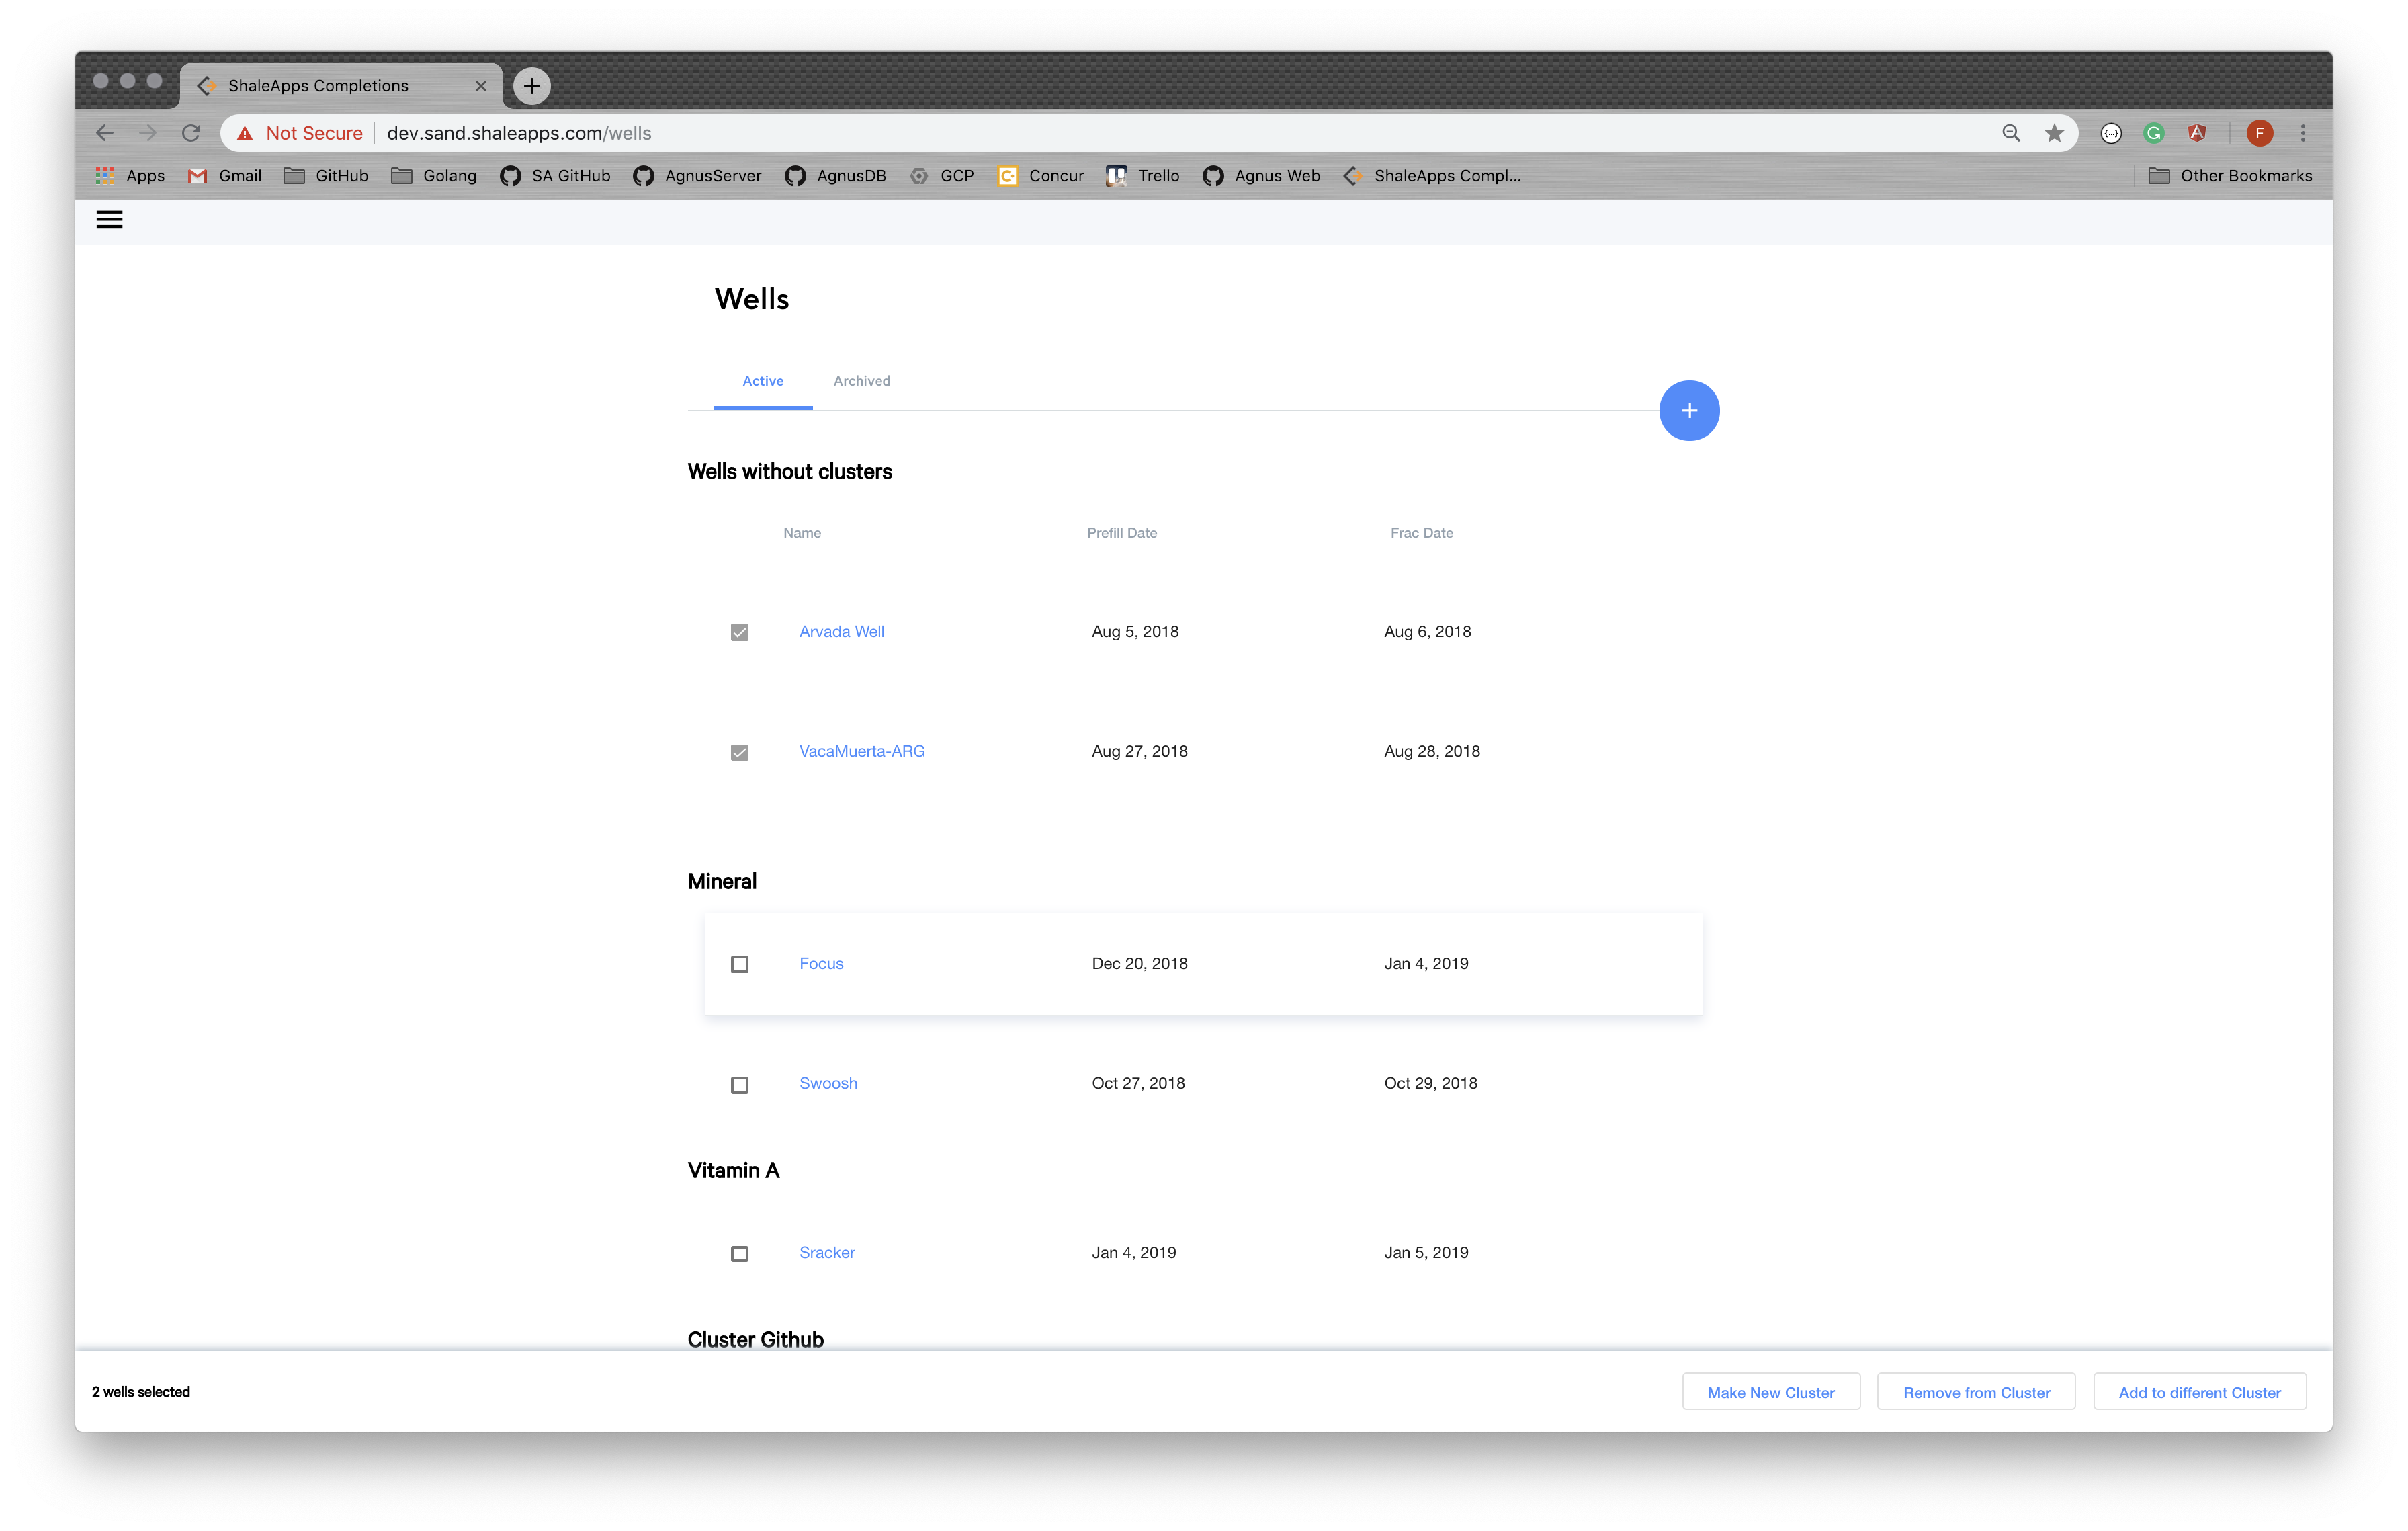 ShaleApps Completions
Not Secure dev.sand.shaleapps.com/wells F
Apps Gmail GitHub Golang SA GitHub AgnusServer AgnusDB GCP Concur Trello Agnus Web ShaleApps Compl... Other Bookmarks
Wells
Active Archived
+
Wells without clusters
Name Prefill Date Frac Date
Arvada Well Aug 5, 2018 Aug 6, 2018
VacaMuerta-ARG Aug 27, 2018 Aug 28, 2018
Mineral
Focus Dec 20, 2018 Jan 4, 2019
Swoosh Oct 27, 2018 Oct 29, 2018
Vitamin A
Sracker Jan 4, 2019 Jan 5, 2019
Cluster Github
2 wells selected Make New Cluster Remove from Cluster Add to different Cluster